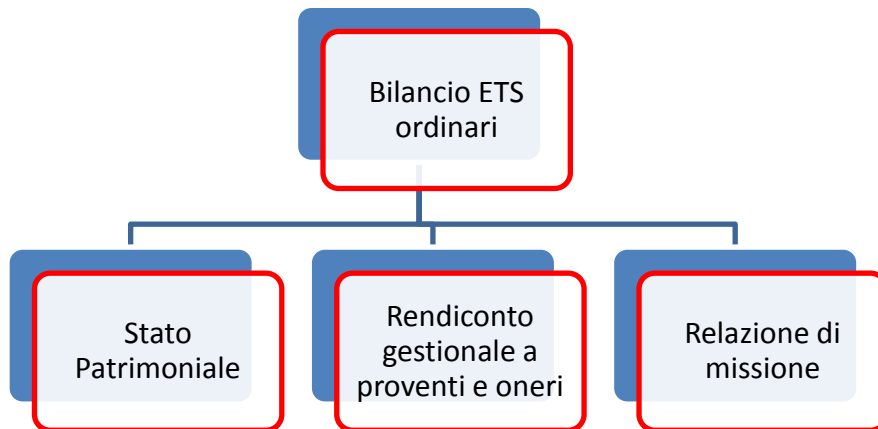 Bilancio ETS
ordinari
Stato
Patrimoniale
Rendiconto
gestionale a
proventi e oneri
Relazione di
missione